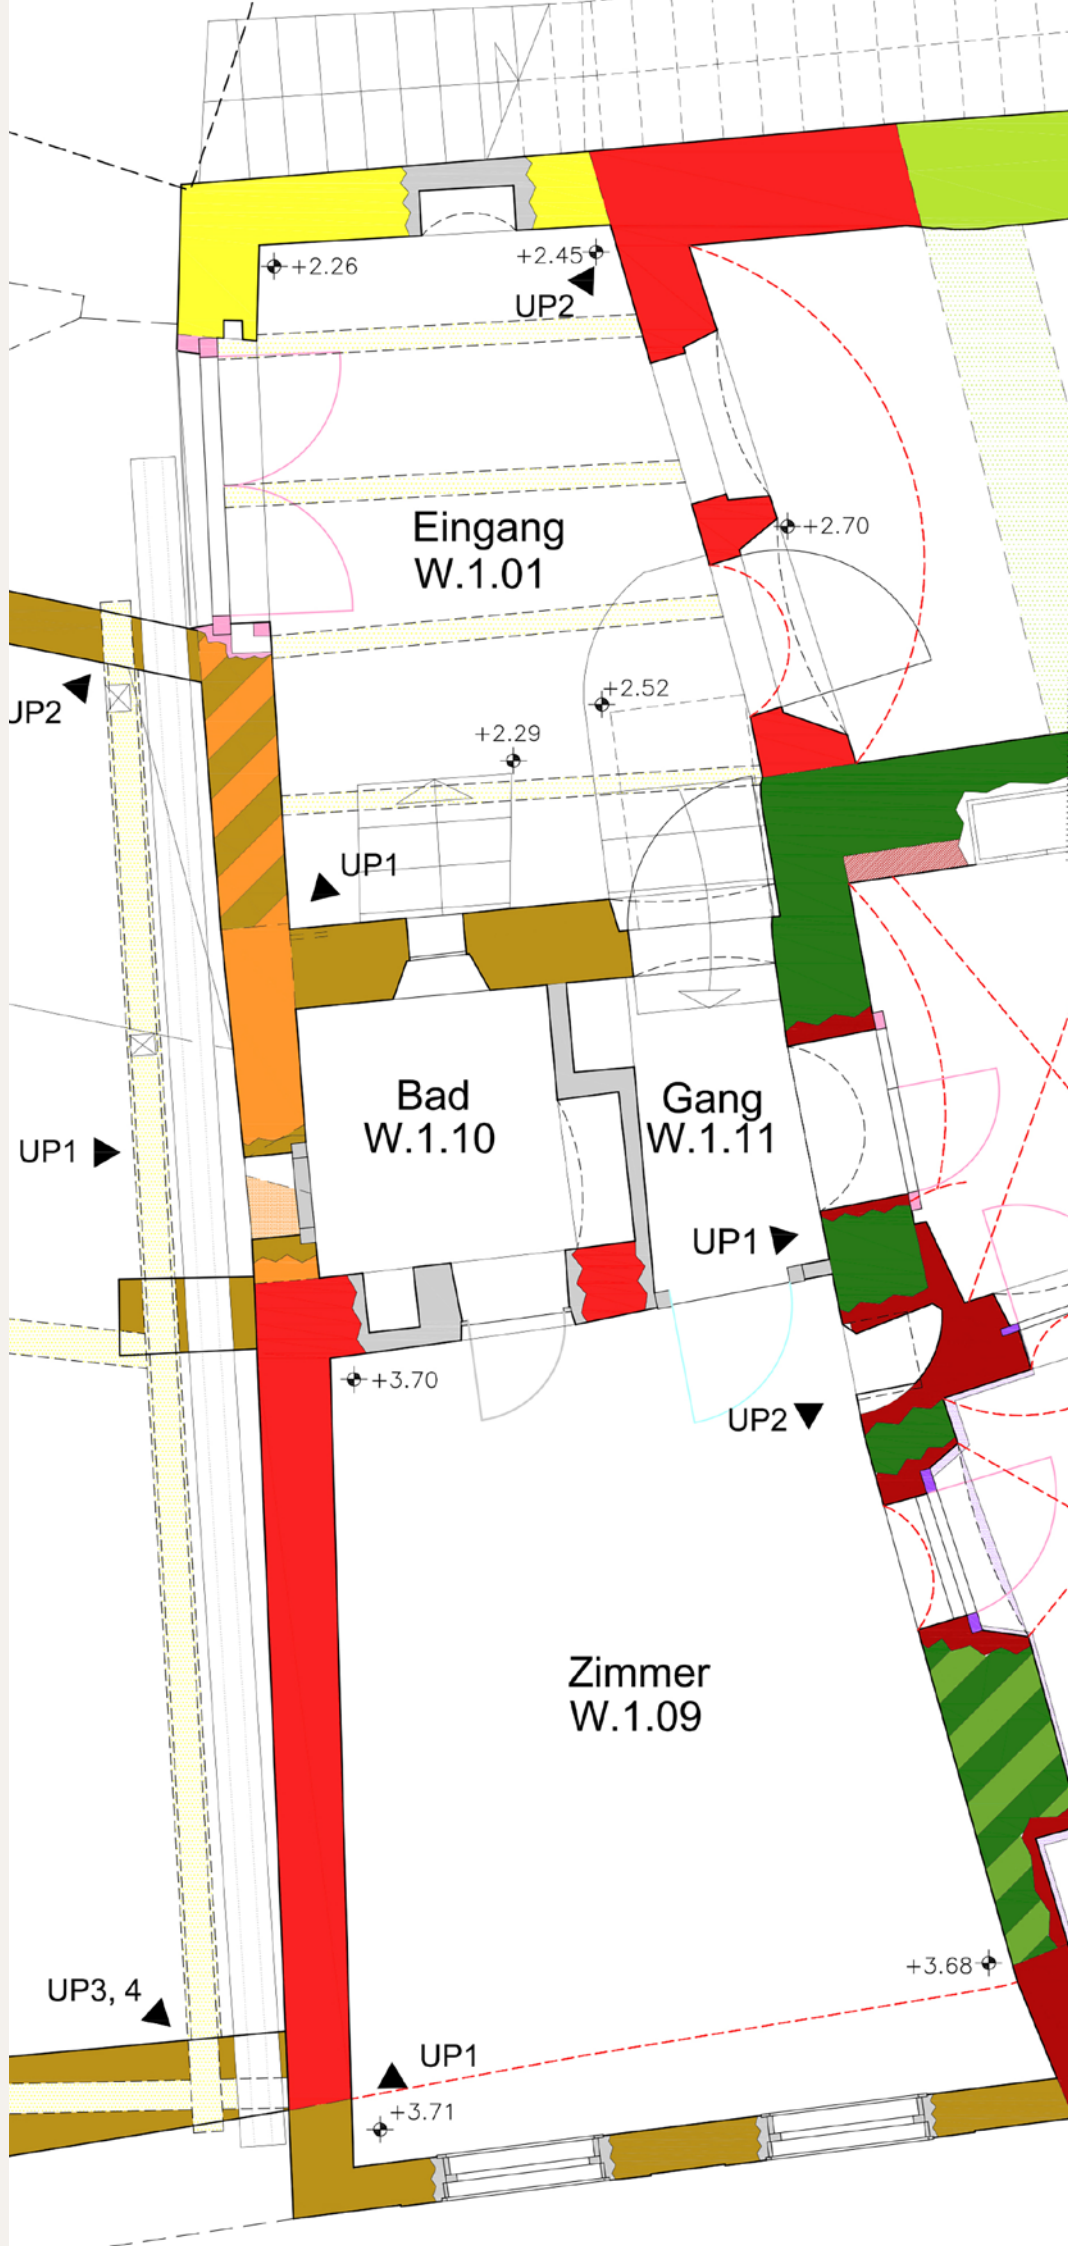 +2.26
+2.45
UP2
Eingang
W.1.01
+2.70
UP2
+2.52
+2.29
UP1
Bad
W.1.10
Gang
W.1.11
UP1
UP1
+3.70
UP2
Zimmer
W.1.09
+3.68
UP3, 4
UP1
+3.71